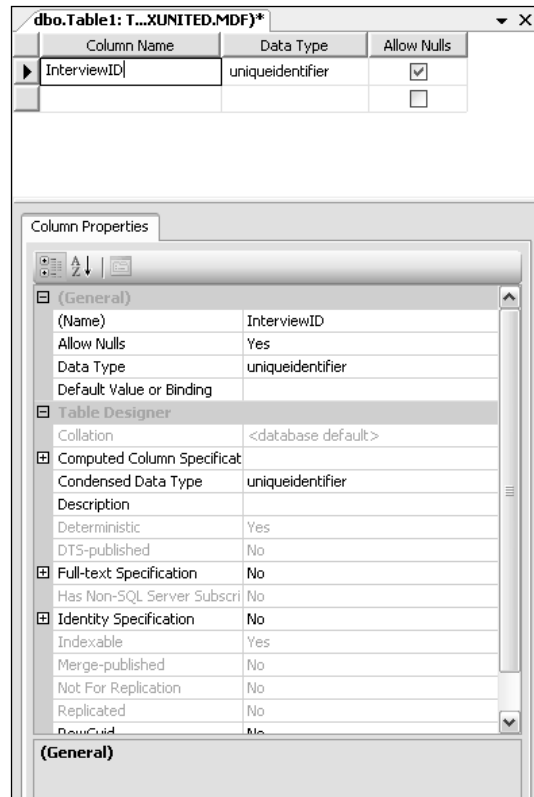 dbo.Table1: T...XUNITED.MDF)*
Column Name Data Type Allow Nulls
InterviewID uniqueidentifier
Column Properties
(General)
(Name) InterviewID
Allow Nulls Yes
Data Type uniqueidentifier
Default Value or Binding
Table Designer
Collation <database default>
Computed Column Specificat
Condensed Data Type uniqueidentifier
Description
Deterministic Yes
DTS-published No
Full-text Specification No
Has Non-SQL Server Subscri No
Identity Specification No
Indexable Yes
Merge-published No
Not For Replication No
Replicated No
RowGuid No
(General)